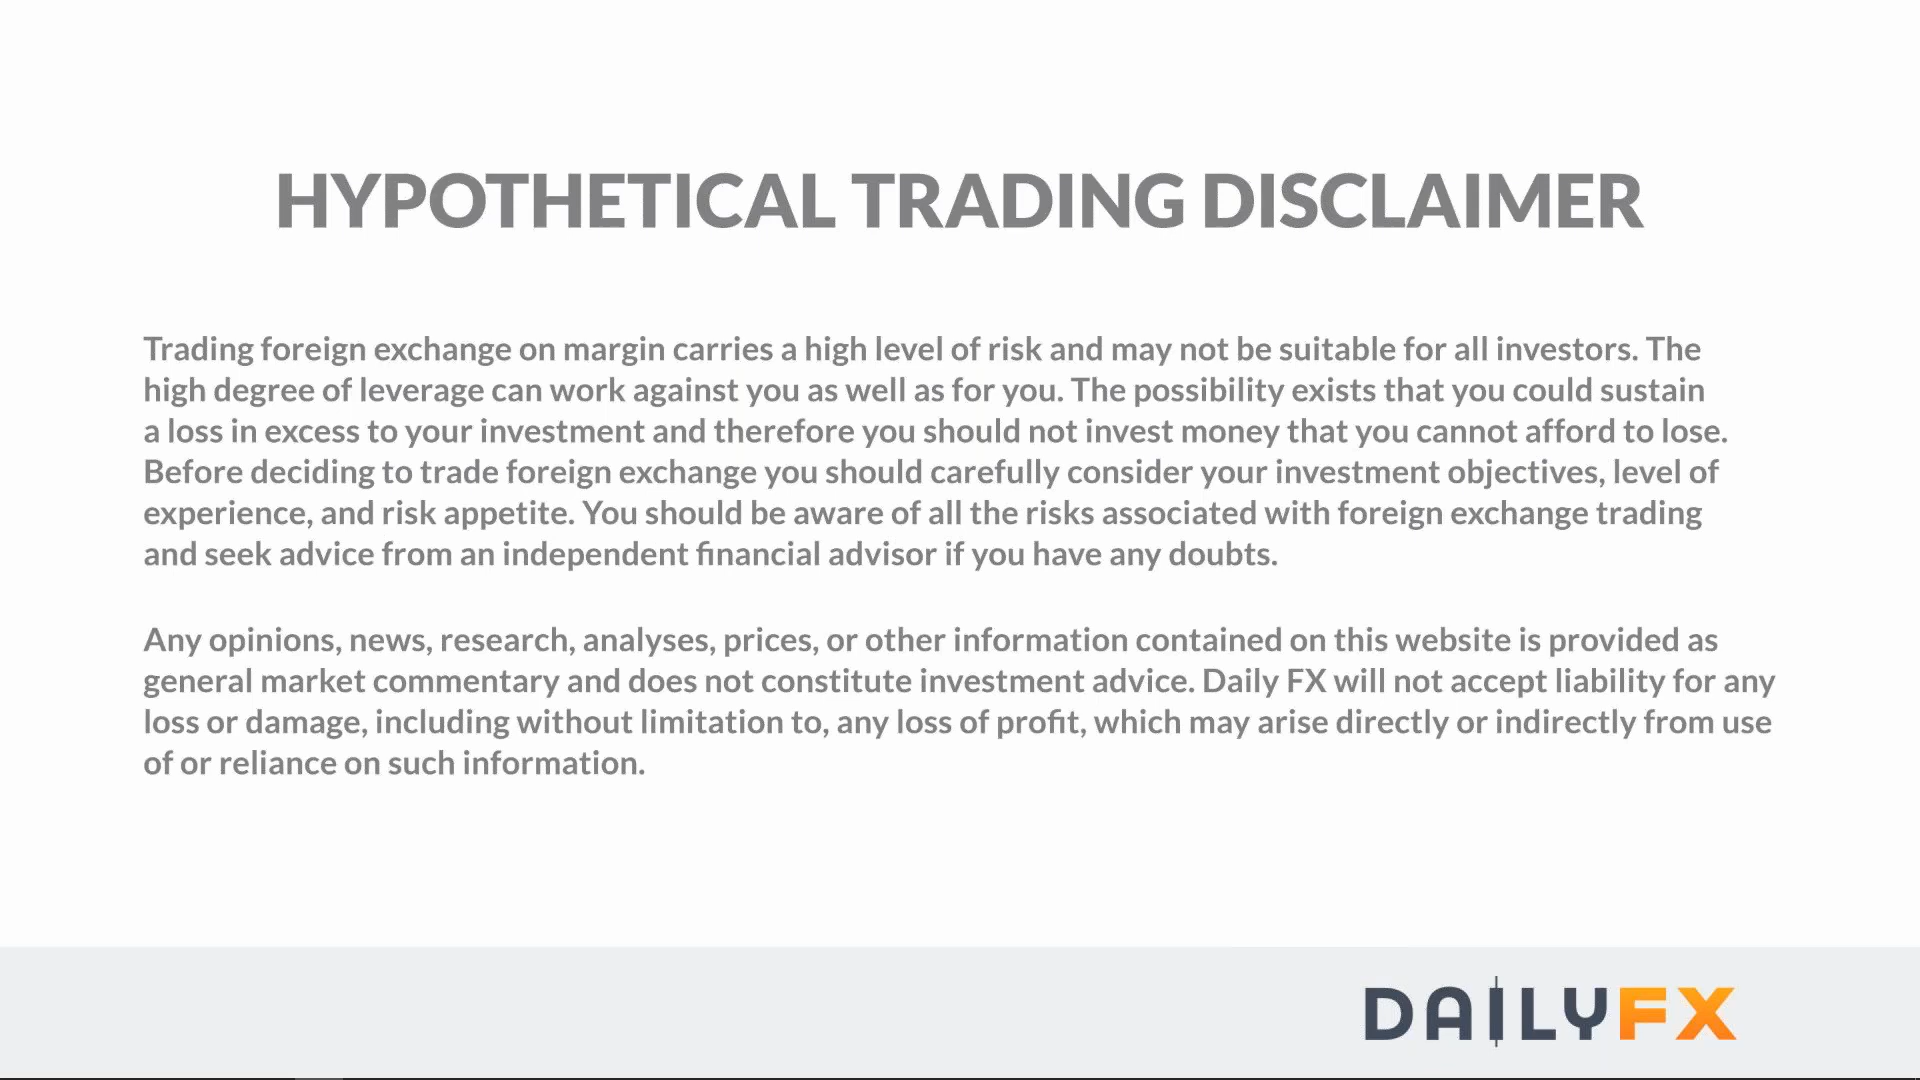 HYPOTHETICAL TRADING DISCLAIMER
Trading foreign exchange on margin carries a high level of risk and may not be suitable for all investors. The
high degree of leverage can work against you as well as for you. The possibility exists that you could sustain
a loss in excess to your investment and therefore you should not invest money that you cannot afford to lose.
Before deciding to trade foreign exchange you should carefully consider your investment objectives, level of
experience, and risk appetite. You should be aware of all the risks associated with foreign exchange trading
and seek advice from an independent financial advisor if you have any doubts.
Any opinions, news, research, analyses, prices, or other information contained on this website is provided as
general market commentary and does not constitute investment advice. Daily FX will not accept liability for any
loss or damage, including without limitation to, any loss of profit, which may arise directly or indirectly from use
of or reliance on such information.
DAILYFX